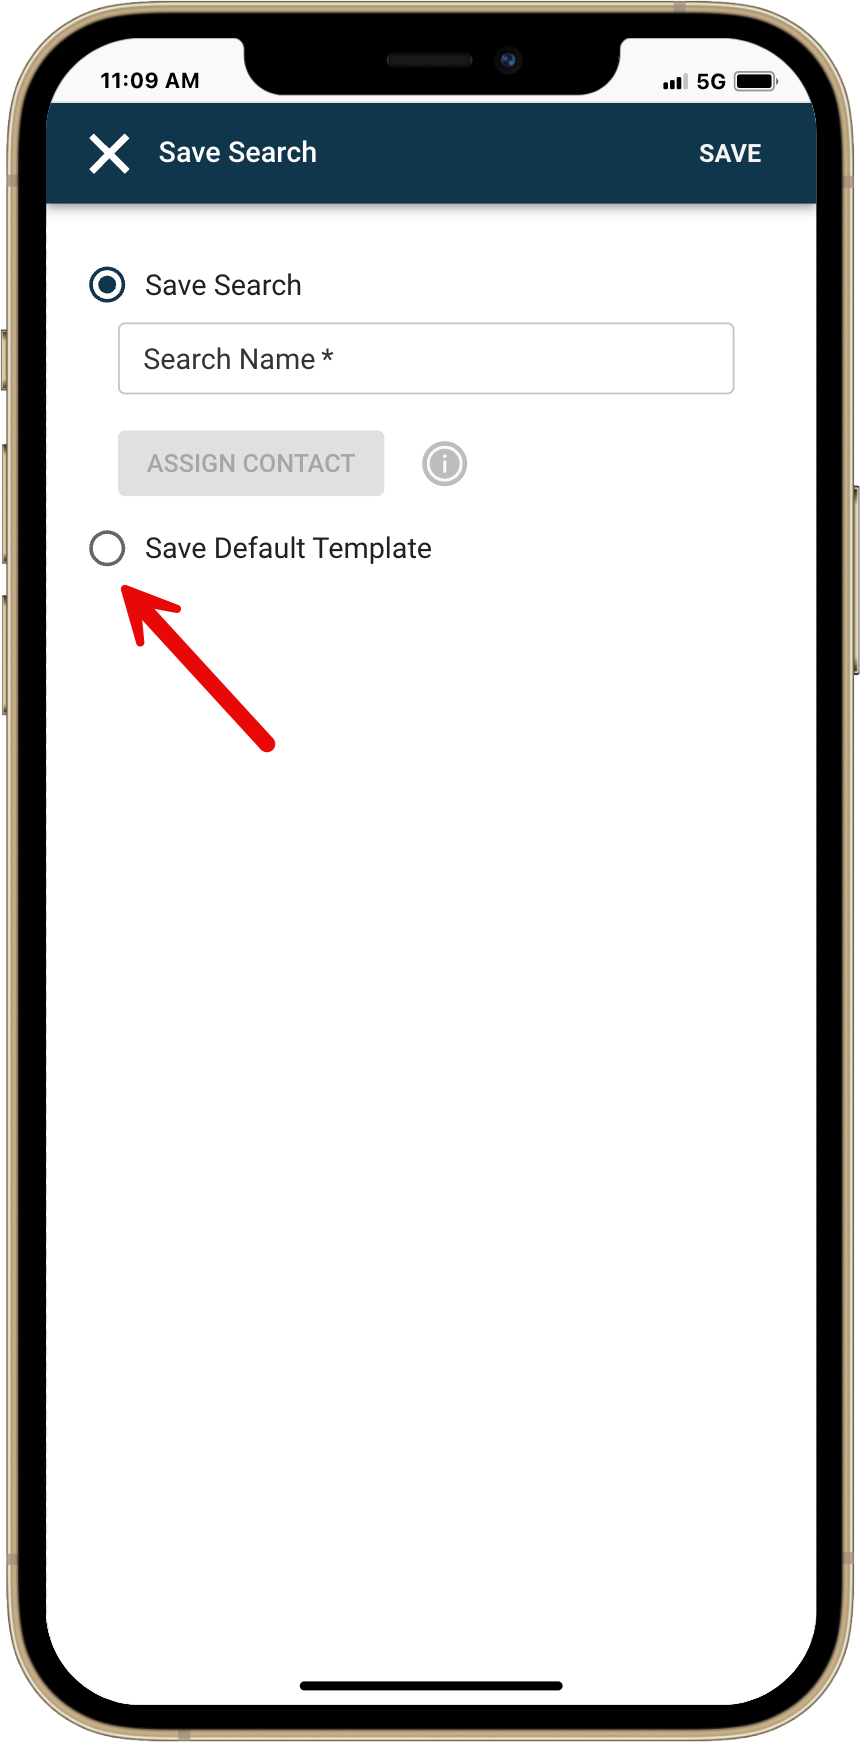 11:09 AM 5G
Save Search SAVE
Save Search
Search Name *
ASSIGN CONTACT
Save Default Template